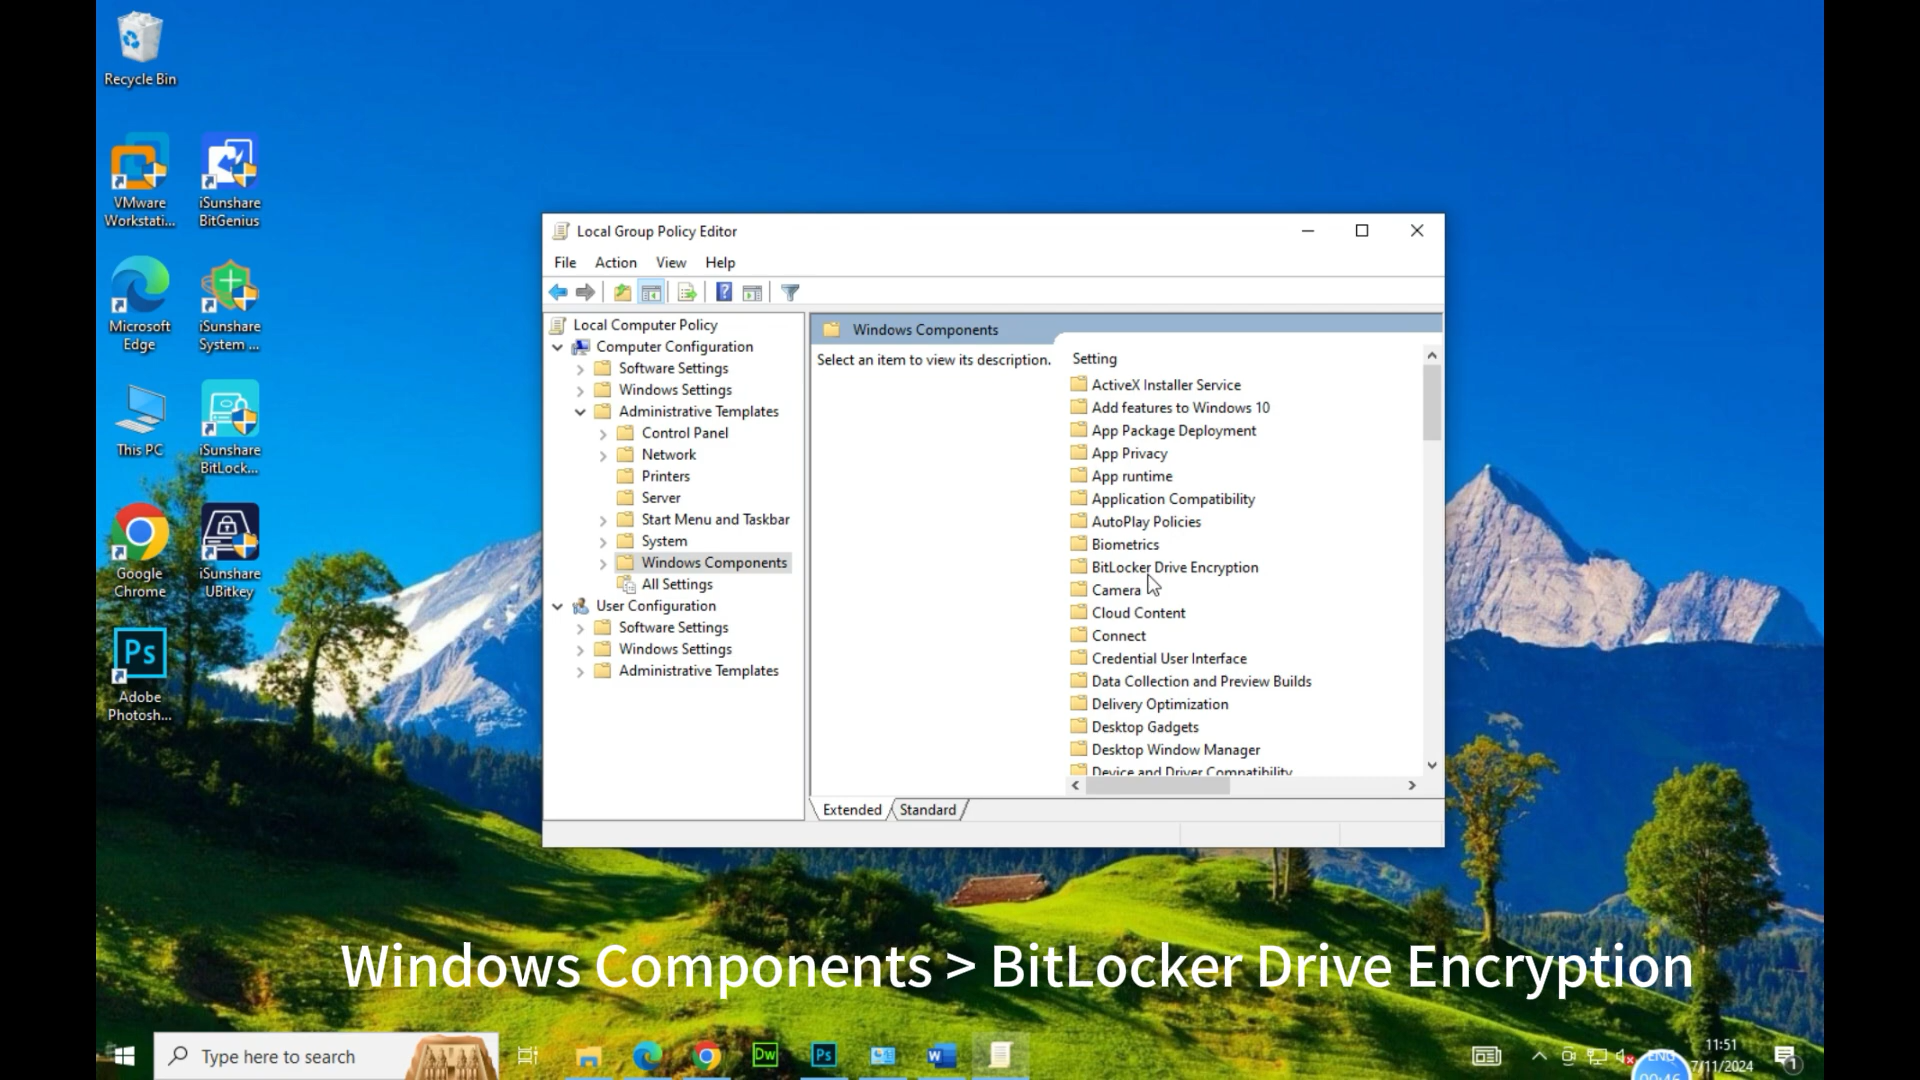 Recycle Bin
VMware
Workstati...
iSunshare
BitGenius
Microsoft
Edge
iSunshare
System ...
This PC
iSunshare
BitLock...
Google
Chrome
iSunshare
UBitkey
Ps
Adobe
Photosh...
Local Group Policy Editor
File Action View Help
Local Computer Policy
Computer Configuration
Software Settings
Windows Settings
Administrative Templates
Control Panel
Network
Printers
Server
Start Menu and Taskbar
System
Windows Components
All Settings
User Configuration
Software Settings
Windows Settings
Administrative Templates
Windows Components
Select an item to view its description.
Setting
ActiveX Installer Service
Add features to Windows 10
App Package Deployment
App Privacy
App runtime
Application Compatibility
AutoPlay Policies
Biometrics
BitLocker Drive Encryption
Camera
Cloud Content
Connect
Credential User Interface
Data Collection and Preview Builds
Delivery Optimization
Desktop Gadgets
Desktop Window Manager
Device and Driver Compatibility
Extended Standard
Windows Components > BitLocker Drive Encryption
Type here to search
Dw
Ps
W
ENG
11:51
7/11/2024
00:46
1